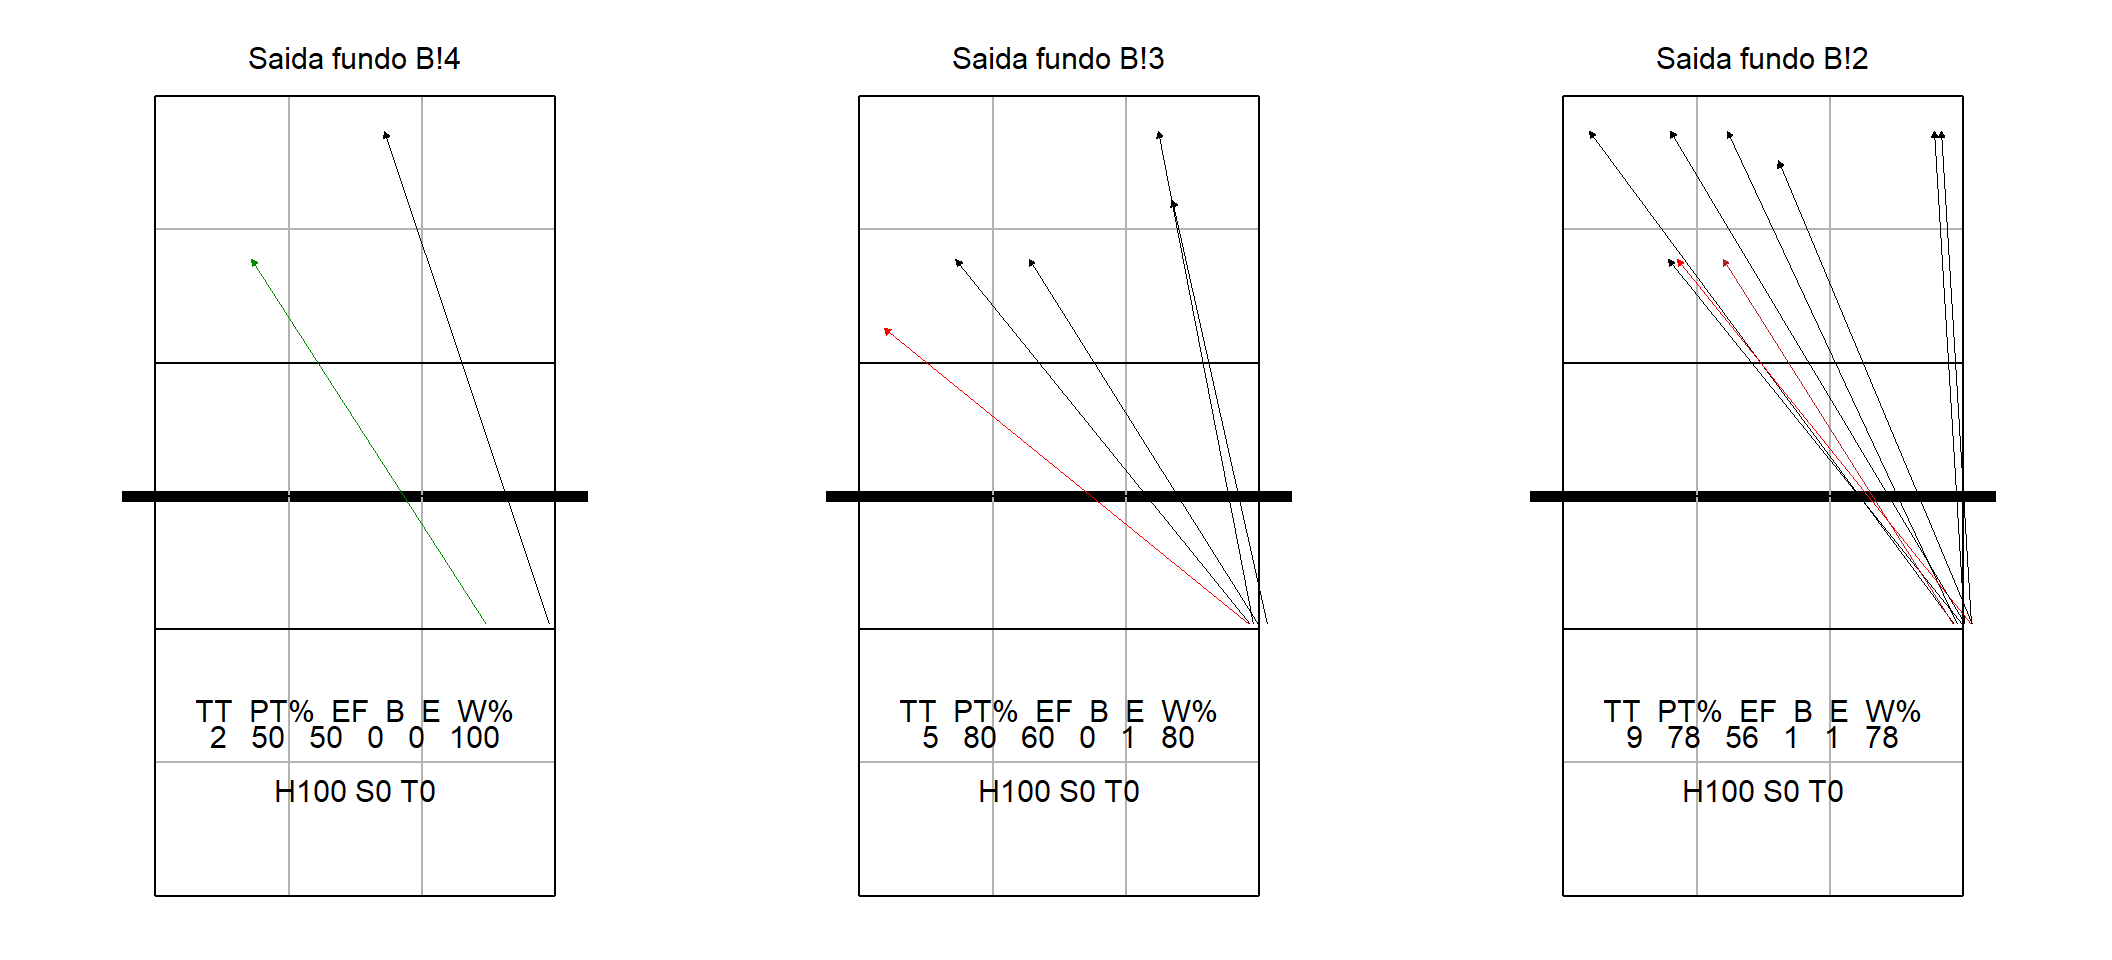 Saida fundo B!4
TT PT% EF B E W%
2 50 50 0 0 100
H100 S0 T0
Saida fundo B!3
TT PT% EF B E W%
5 80 60 0 1 80
H100 S0 T0
Saida fundo B!2
TT PT% EF B E W%
9 78 56 1 1 78
H100 S0 T0